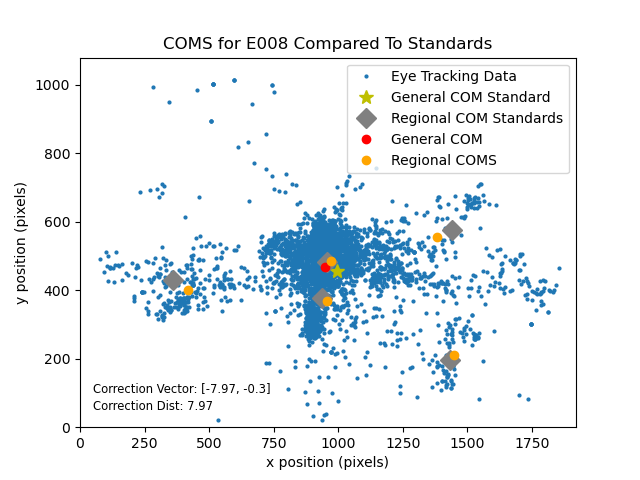 COMS for E008 Compared To Standards
Eye Tracking Data
General COM Standard
Regional COM Standards
General COM
Regional COMS
y position (pixels)
1000
800
600
400
200
0
Correction Vector: [-7.97, -0.3]
Correction Dist: 7.97
0 250 500 750 1000 1250 1500 1750
x position (pixels)